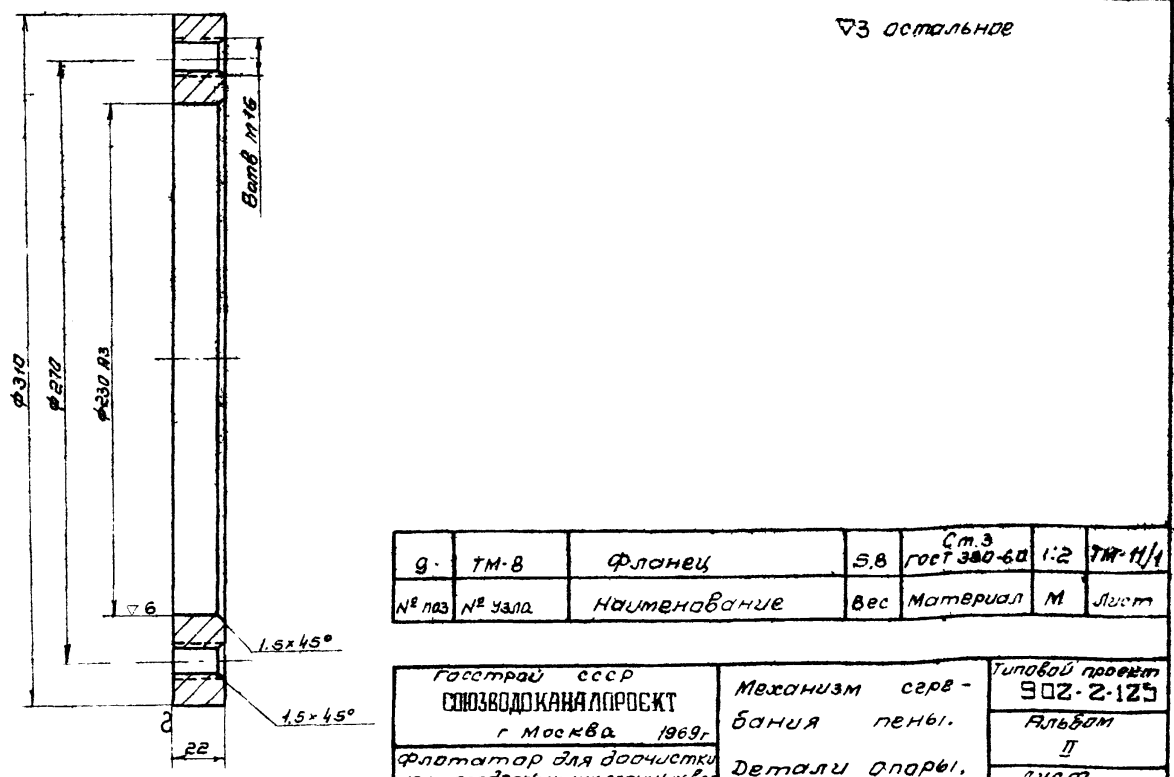 ∇3 остальное
8отв М16
ф310
ф270
ф230 А3
∇6
1.5×45°
1.5×45°
22
9. ТМ-8 Фланец 5.8 Ст.3 ГОСТ 380-60 1:2 ТМ-11/1
№ поз № узла Наименование Вес Материал М Лист
Госстрой СССР
СОЮЗВОДОКАНАЛПРОЕКТ
г Москва 1969г
Флотатор для доочистки
Механизм сгре-
бания пены.
Детали опоры.
Типовой проект
902-2-125
Альбом
II
Лист